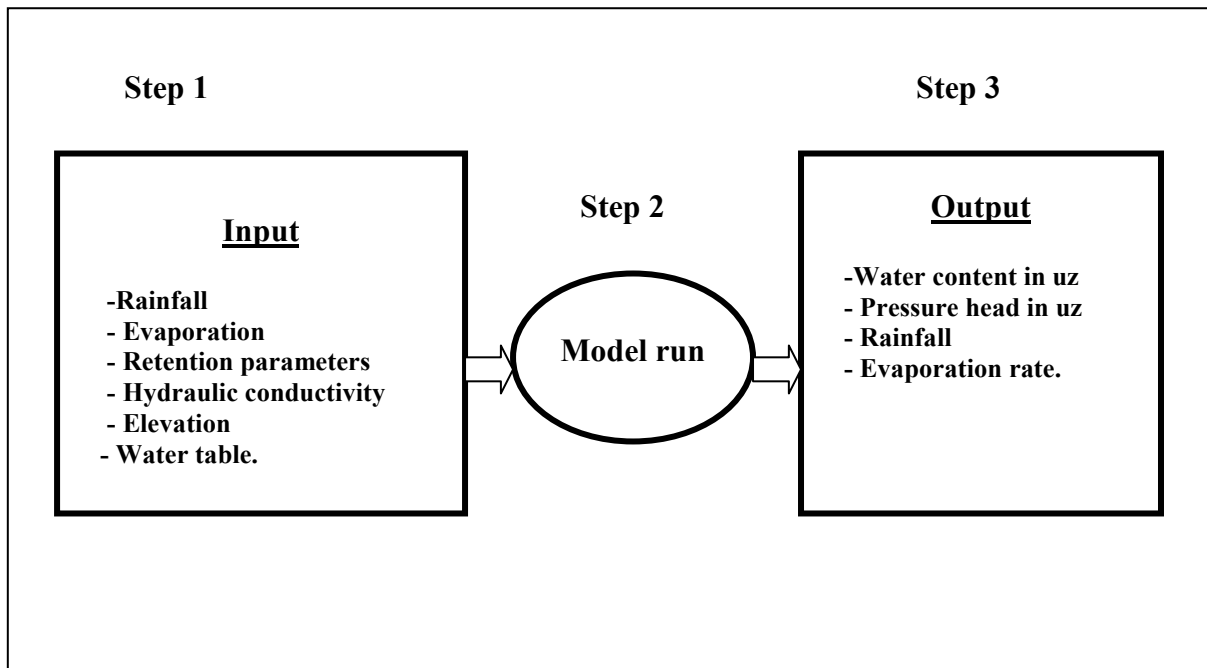 Step 1
Input
-Rainfall
- Evaporation
- Retention parameters
- Hydraulic conductivity
- Elevation
- Water table.
Step 2
Model run
Step 3
Output
-Water content in uz
- Pressure head in uz
- Rainfall
- Evaporation rate.